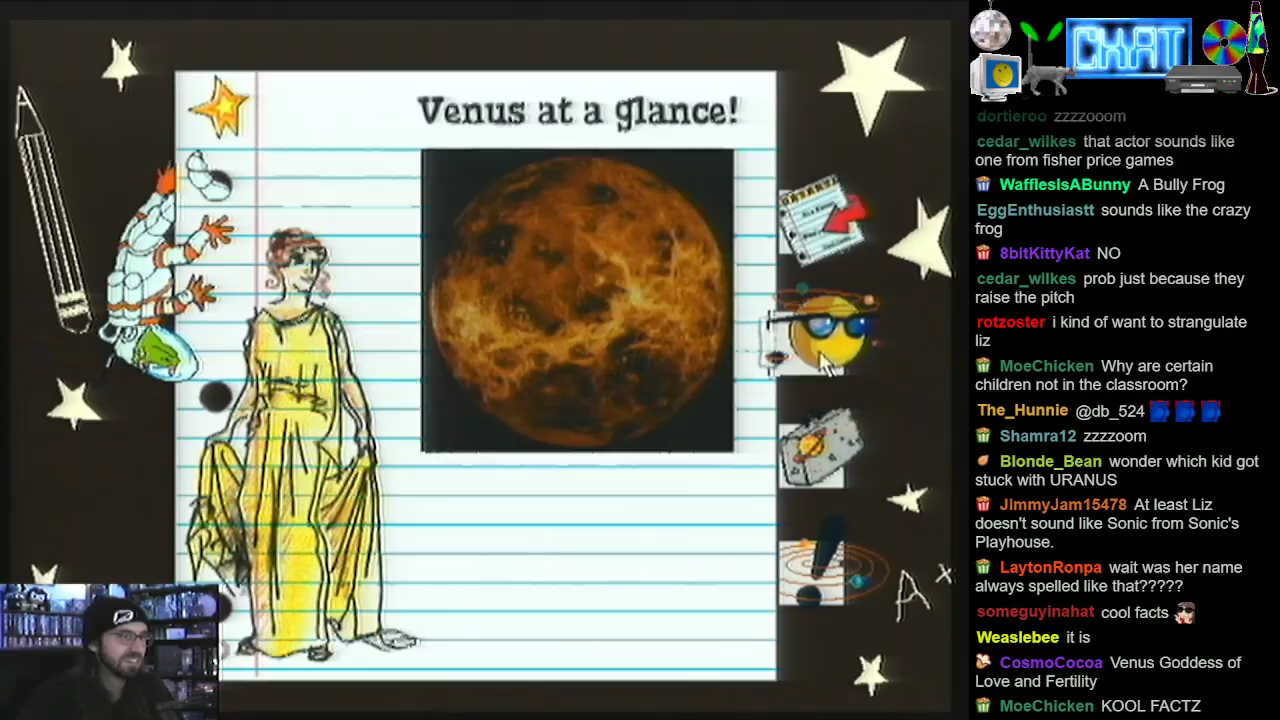 Venus at a glance!
A x
CHAT
dortieroo zzzzooom
cedar_wilkes that actor sounds like
one from fisher price games
WafflesIsABunny A Bully Frog
EggEnthusiastt sounds like the crazy
frog
8bitKittyKat NO
cedar_wilkes prob just because they
raise the pitch
rotzoster i kind of want to strangulate
liz
MoeChicken Why are certain
children not in the classroom?
The_Hunnie @db_524
Shamra12 zzzzoom
Blonde_Bean wonder which kid got
stuck with URANUS
JimmyJam15478 At least Liz
doesn't sound like Sonic from Sonic's
Playhouse.
LaytonRonpa wait was her name
always spelled like that?????
someguyinahat cool facts
Weaslebee it is
CosmoCocoa Venus Goddess of
Love and Fertility
MoeChicken KOOL FACTZ